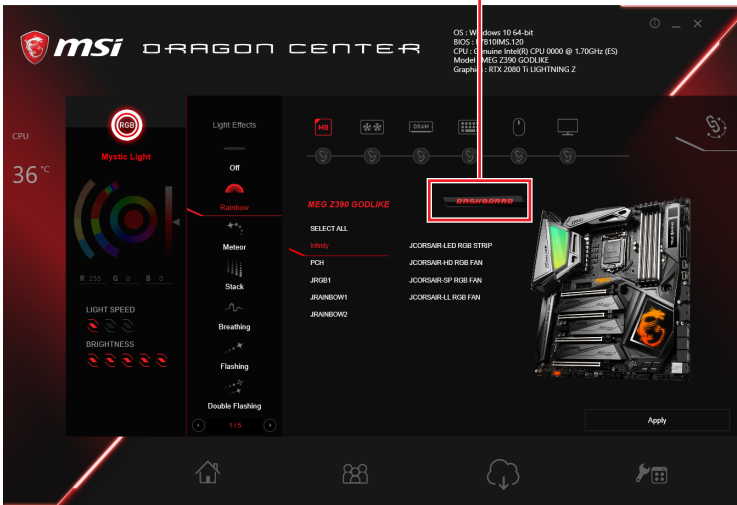 msi DRAGON CENTER
OS : Windows 10 64-bit
BIOS : E7B10IMS.120
CPU : Genuine Intel(R) CPU 0000 @ 1.70GHz (ES)
Model : MEG Z390 GODLIKE
Graphics : RTX 2080 Ti LIGHTNING Z
CPU
36 °C
RGB
Mystic Light
R 255 G 0 B 0
LIGHT SPEED
BRIGHTNESS
Light Effects
Off
Rainbow
Meteor
Stack
Breathing
Flashing
Double Flashing
1/5
MB
DRAM
MEG Z390 GODLIKE
DASHBOARD
SELECT ALL
Infinity
PCH
JRGB1
JRAINBOW1
JRAINBOW2
JCORSAIR-LED RGB STRIP
JCORSAIR-HD RGB FAN
JCORSAIR-SP RGB FAN
JCORSAIR-LL RGB FAN
Apply